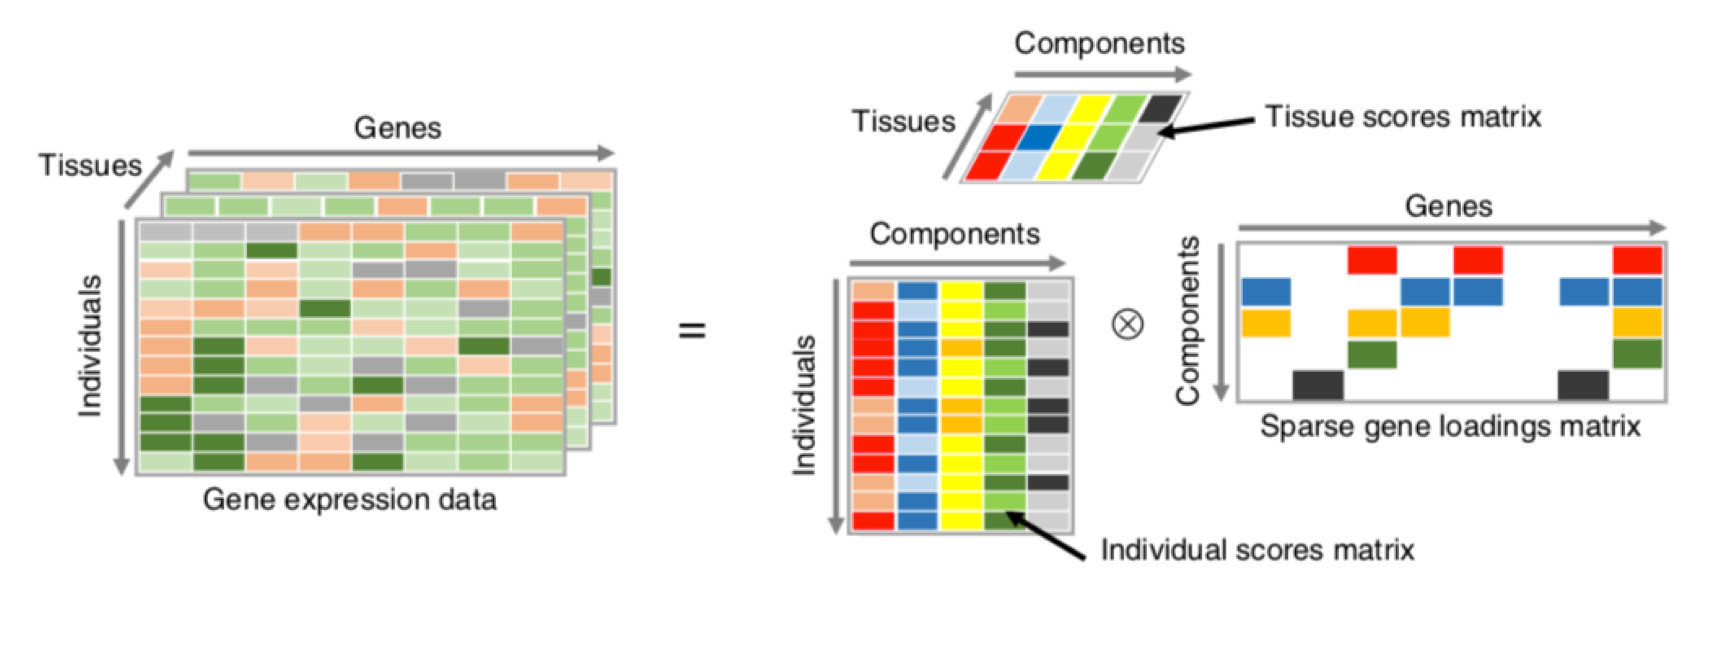 Genes
Tissues
Individuals
Gene expression data
=
Components
Tissues
Tissue scores matrix
Components
Individuals
Individual scores matrix
⊗
Genes
Components
Sparse gene loadings matrix